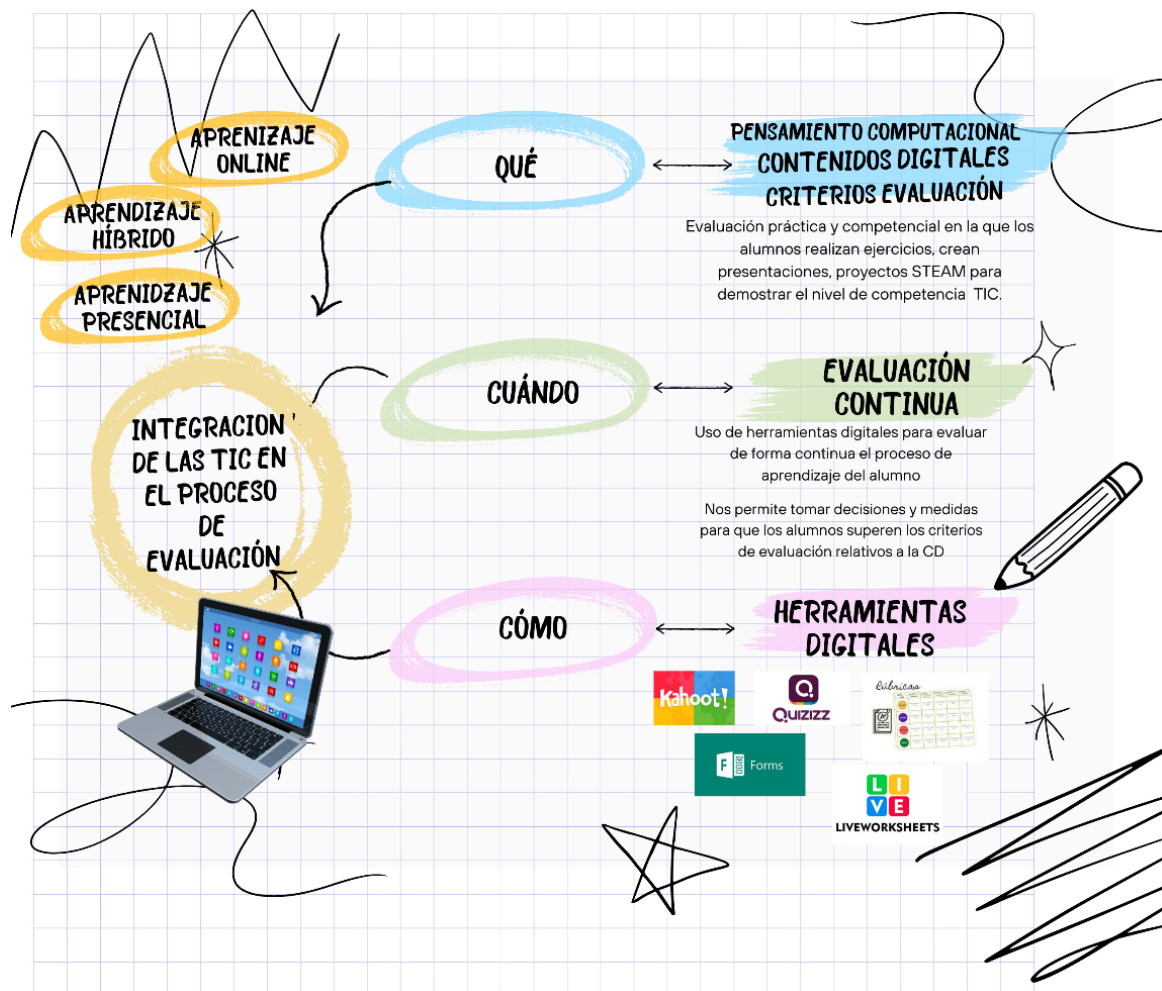 APRENIZAJE
ONLINE
APRENDIZAJE
HÍBRIDO
APRENIDZAJE
PRESENCIAL
INTEGRACION
DE LAS TIC EN
EL PROCESO
DE
EVALUACIÓN
QUÉ
PENSAMIENTO COMPUTACIONAL
CONTENIDOS DIGITALES
CRITERIOS EVALUACIÓN
Evaluación práctica y competencial en la que los
alumnos realizan ejercicios, crean
presentaciones, proyectos STEAM para
demostrar el nivel de competencia TIC.
CUÁNDO
EVALUACIÓN
CONTINUA
Uso de herramientas digitales para evaluar
de forma continua el proceso de
aprendizaje del alumno
Nos permite tomar decisiones y medidas
para que los alumnos superen los criterios
de evaluación relativos a la CD
CÓMO
HERRAMIENTAS
DIGITALES
Kahoot!
Quizizz
Rúbricas
F Forms
LIVE
LIVEWORKSHEETS